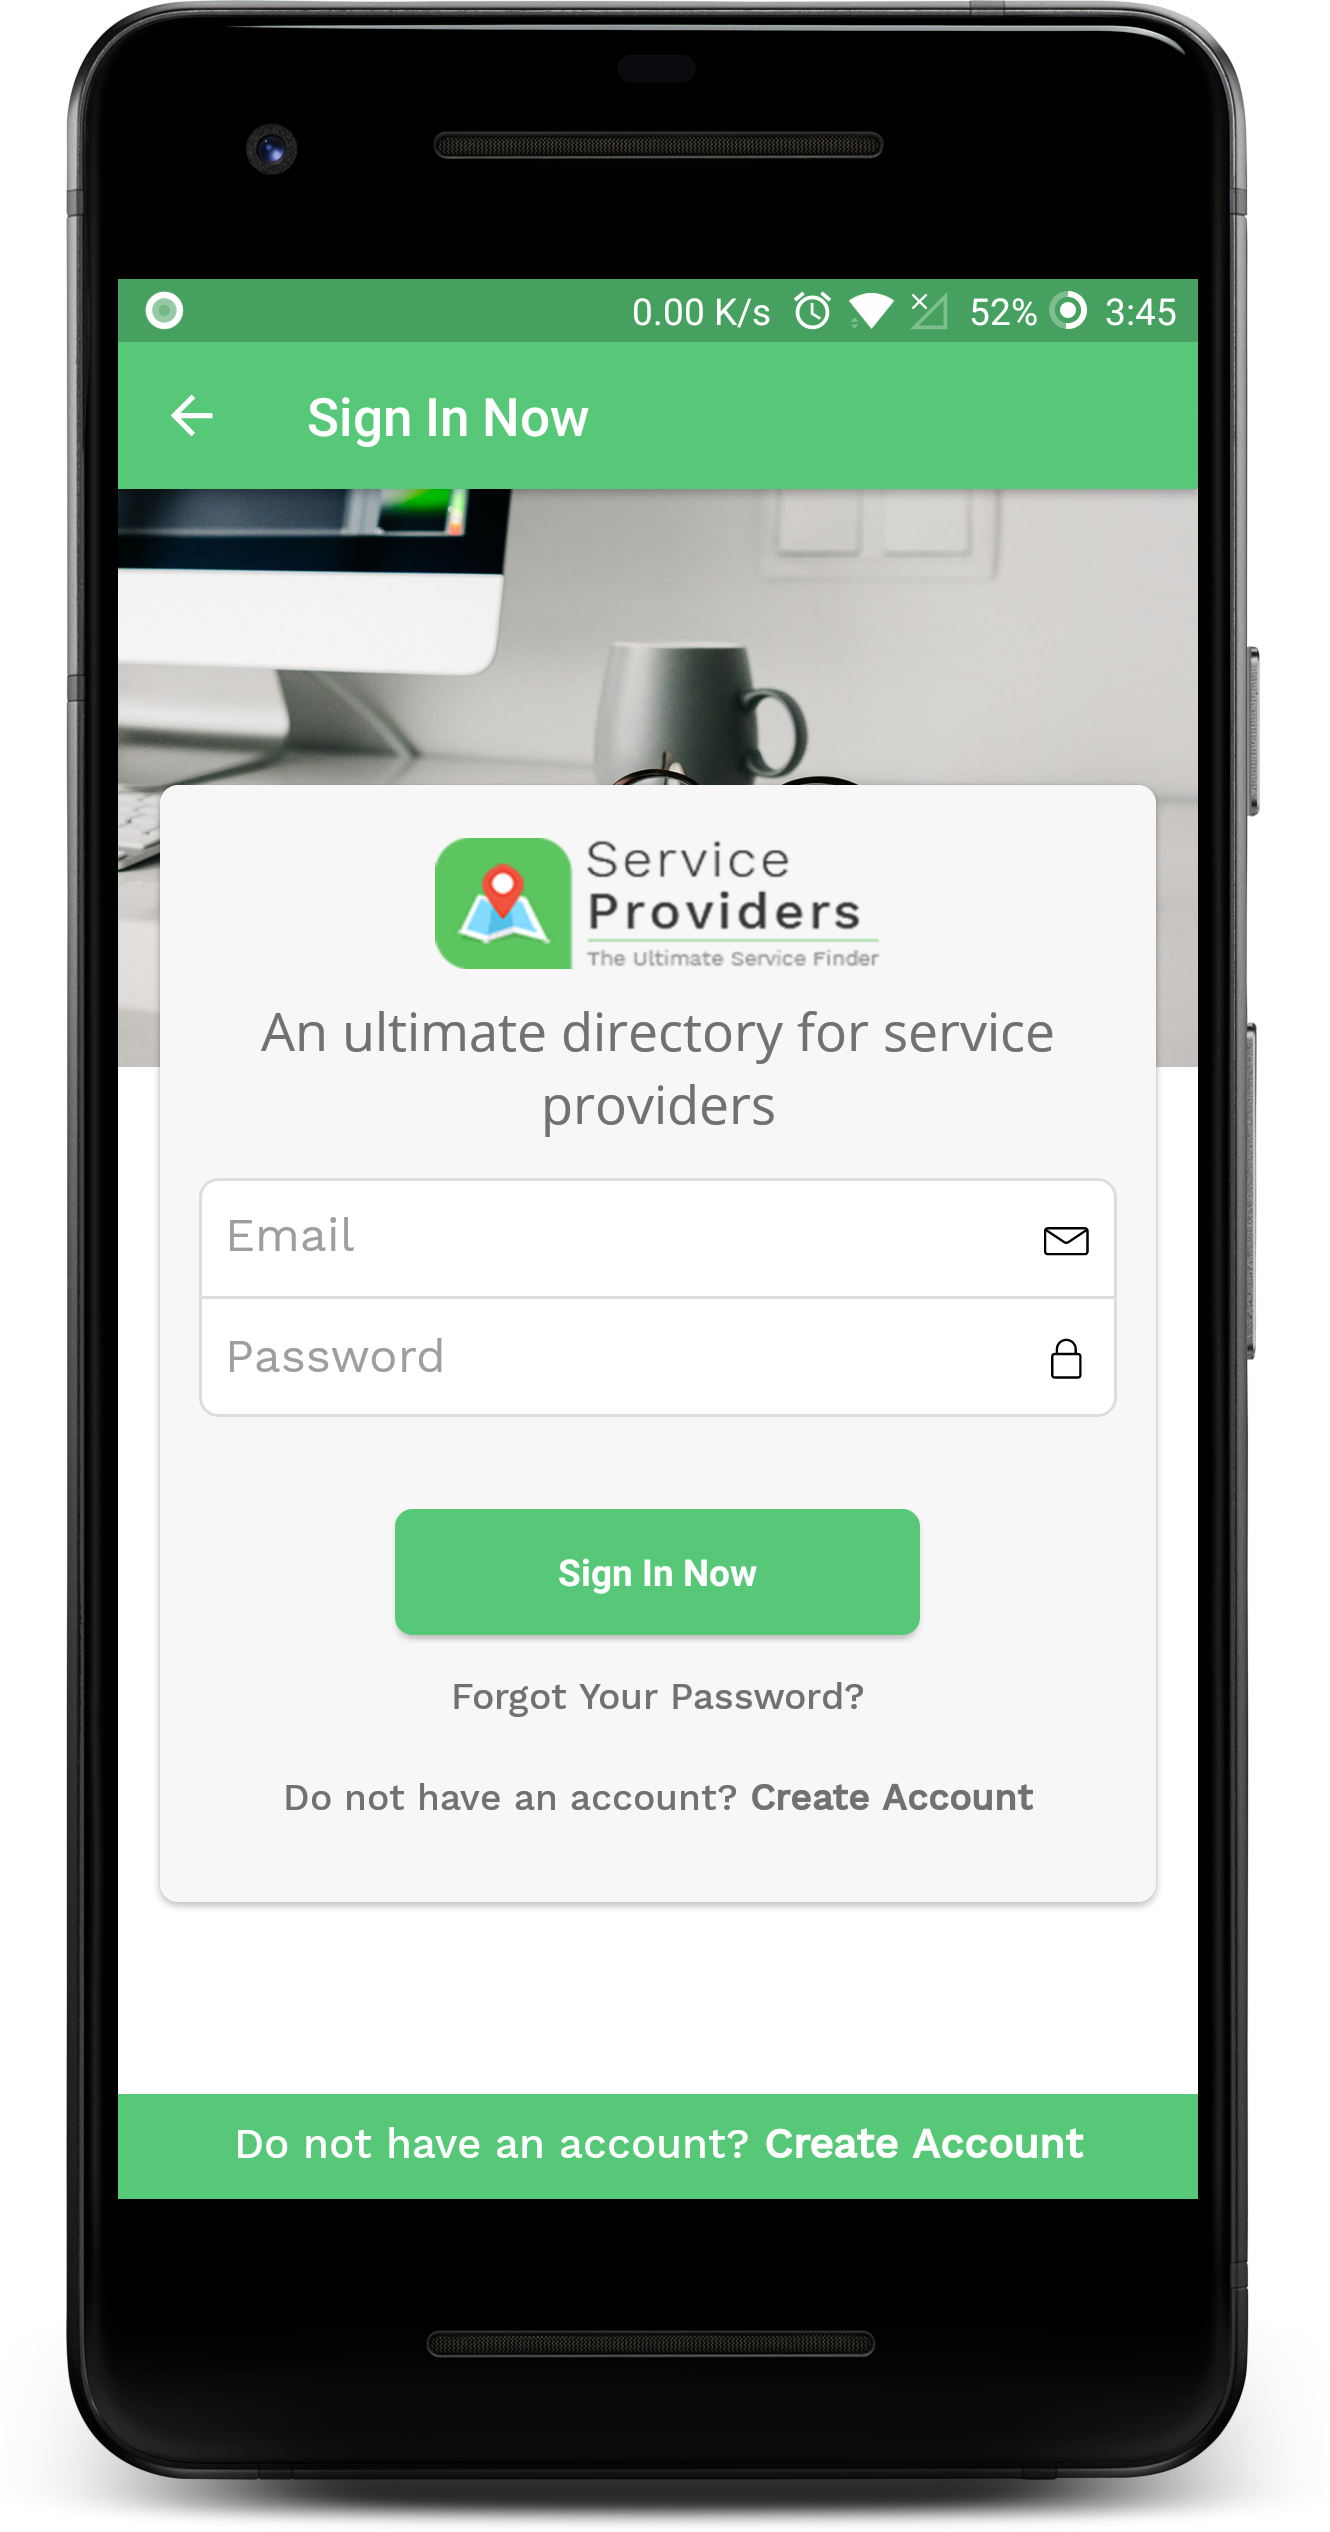 0.00 K/s 52% 3:45
Sign In Now
Service
Providers
The Ultimate Service Finder
An ultimate directory for service
providers
Email
Password
Sign In Now
Forgot Your Password?
Do not have an account? Create Account
Do not have an account? Create Account